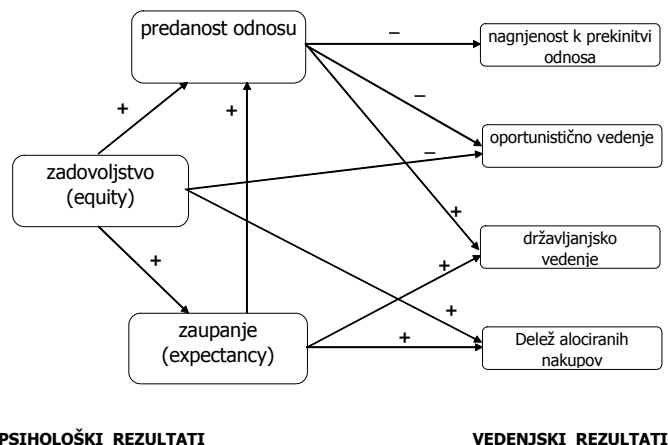 predanost odnosu
–
nagnjenost k prekinitvi
odnosa
+
+
–
oportunistično vedenje
–
zadovoljstvo
(equity)
+
državljanjsko
vedenje
+
+
+
zaupanje
(expectancy)
+
Delež alociranih
nakupov
PSIHOLOŠKI REZULTATI
VEDENJSKI REZULTATI